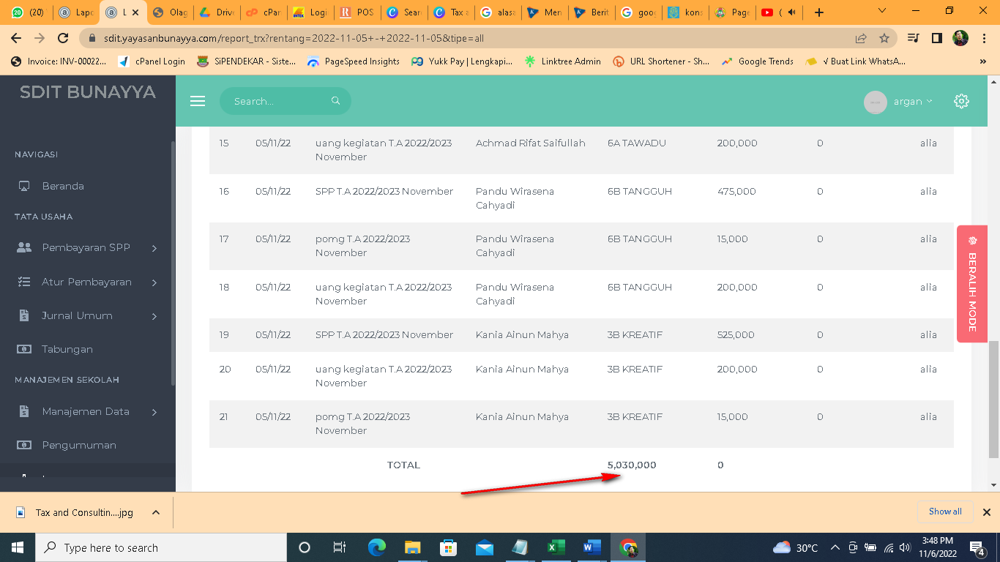 (20)
Lapo
L
Olag
Drive
cPan
Logi
POS
Sear
Tax a
alasa
Men
Berit
goog
kons
Page
(
sdit.yayasanbunayya.com/report_trx?rentang=2022-11-05+-+2022-11-05&tipe=all
Invoice: INV-00022...
cPanel Login
SiPENDEKAR - Siste...
PageSpeed Insights
Yukk Pay | Lengkapi...
Linktree Admin
URL Shortener - Sh...
Google Trends
√ Buat Link WhatsA...
SDIT BUNAYYA
Search...
argan
NAVIGASI
Beranda
TATA USAHA
Pembayaran SPP
Atur Pembayaran
Jurnal Umum
Tabungan
MANAJEMEN SEKOLAH
Manajemen Data
Pengumuman
15 05/11/22 uang kegiatan T.A 2022/2023 Achmad Rifat Saifullah 6A TAWADU 200,000 0 alia
November
16 05/11/22 SPP T.A 2022/2023 November Pandu Wirasena 6B TANGGUH 475,000 0 alia
Cahyadi
17 05/11/22 pomg T.A 2022/2023 Pandu Wirasena 6B TANGGUH 15,000 0 alia
November Cahyadi
18 05/11/22 uang kegiatan T.A 2022/2023 Pandu Wirasena 6B TANGGUH 200,000 0 alia
November Cahyadi
19 05/11/22 SPP T.A 2022/2023 November Kania Ainun Mahya 3B KREATIF 525,000 0 alia
20 05/11/22 uang kegiatan T.A 2022/2023 Kania Ainun Mahya 3B KREATIF 200,000 0 alia
November
21 05/11/22 pomg T.A 2022/2023 Kania Ainun Mahya 3B KREATIF 15,000 0 alia
November
TOTAL 5,030,000 0
BERALIH MODE
Tax and Consultin....jpg
Show all
Type here to search
30°C
3:48 PM
11/6/2022
4